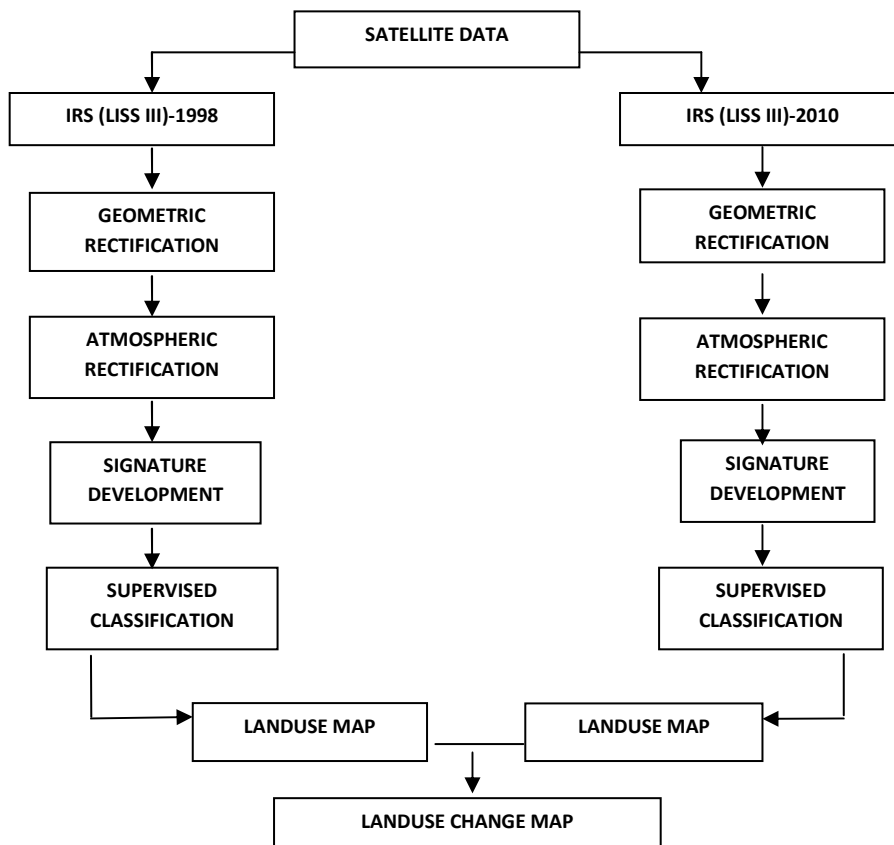 SATELLITE DATA
IRS (LISS III)-1998
IRS (LISS III)-2010
GEOMETRIC
RECTIFICATION
GEOMETRIC
RECTIFICATION
ATMOSPHERIC
RECTIFICATION
ATMOSPHERIC
RECTIFICATION
SIGNATURE
DEVELOPMENT
SIGNATURE
DEVELOPMENT
SUPERVISED
CLASSIFICATION
SUPERVISED
CLASSIFICATION
LANDUSE MAP
LANDUSE MAP
LANDUSE CHANGE MAP